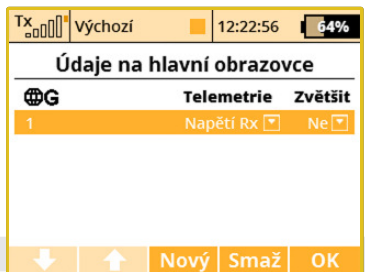 Tx Výchozí 12:22:56 64%
Údaje na hlavní obrazovce
G Telemetrie Zvětšit
1 Napětí Rx Ne
Nový Smaž OK